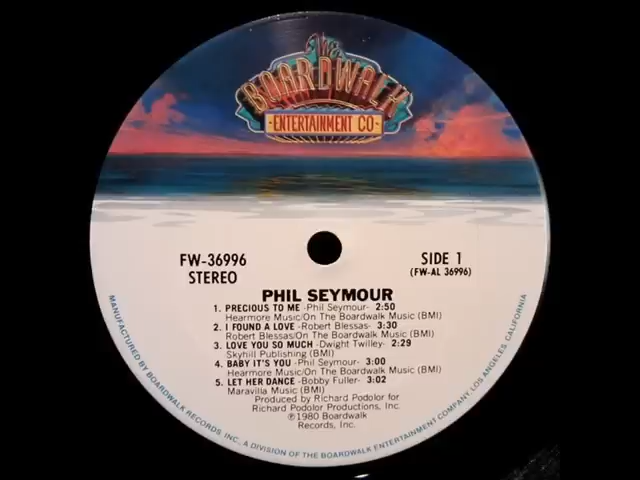 The
BOARDWALK
ENTERTAINMENT CO
FW-36996
STEREO
SIDE 1
(FW-AL 36996)
PHIL SEYMOUR
1. PRECIOUS TO ME -Phil Seymour- 2:50
Hearmore Music/On The Boardwalk Music (BMI)
2. I FOUND A LOVE -Robert Blessas- 3:30
Robert Blessas/On The Boardwalk Music (BMI)
3. LOVE YOU SO MUCH -Dwight Twilley- 2:29
Skyhill Publishing (BMI)
4. BABY IT'S YOU -Phil Seymour- 3:00
Hearmore Music/On The Boardwalk Music (BMI)
5. LET HER DANCE -Bobby Fuller- 3:02
Maravilla Music (BMI)
Produced by Richard Podolor for
Richard Podolor Productions, Inc.
℗1980 Boardwalk
Records, Inc.
MANUFACTURED BY BOARDWALK RECORDS INC., A DIVISION OF THE BOARDWALK ENTERTAINMENT COMPANY, LOS ANGELES, CALIFORNIA